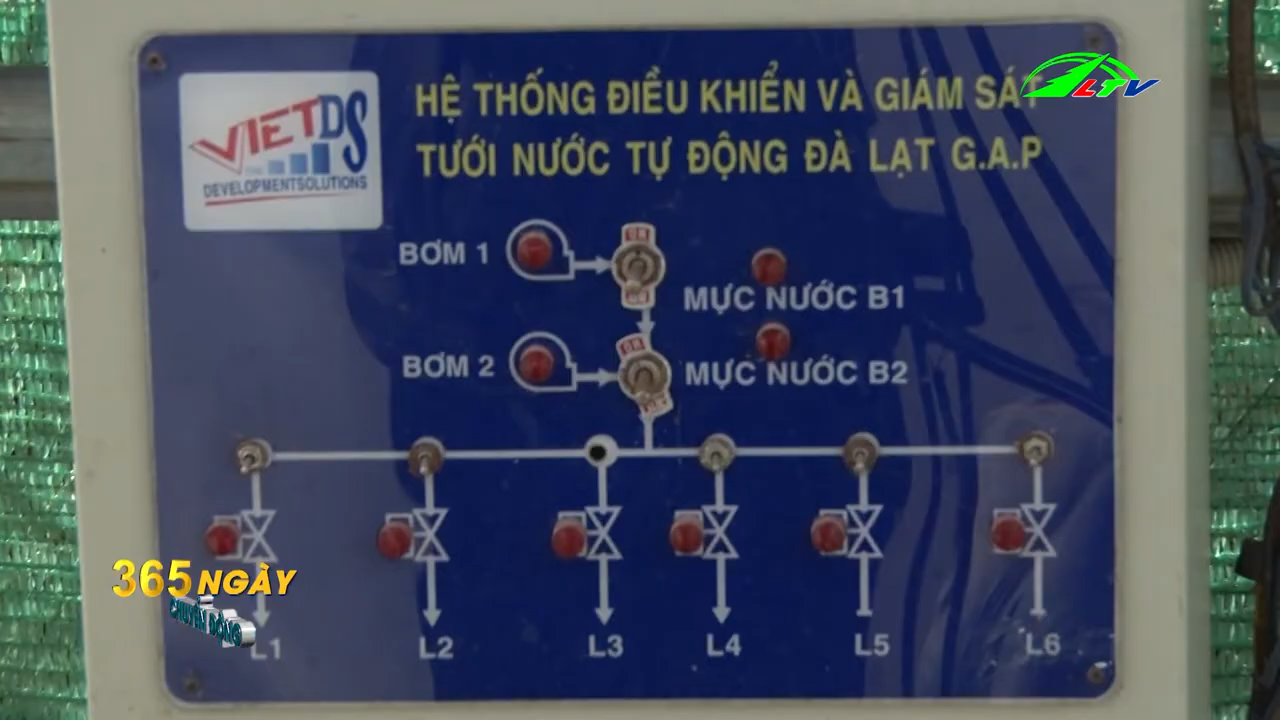 HỆ THỐNG ĐIỀU KHIỂN VÀ GIÁM SÁT
LTV
TƯỚI NƯỚC TỰ ĐỘNG ĐÀ LẠT G.A.P
VIETDS
DEVELOPMENTSOLUTIONS
BƠM 1
MỰC NƯỚC B1
BƠM 2
MỰC NƯỚC B2
365 NGÀY
CHUYỂN ĐỘNG
L1 L2 L3 L4 L5 L6